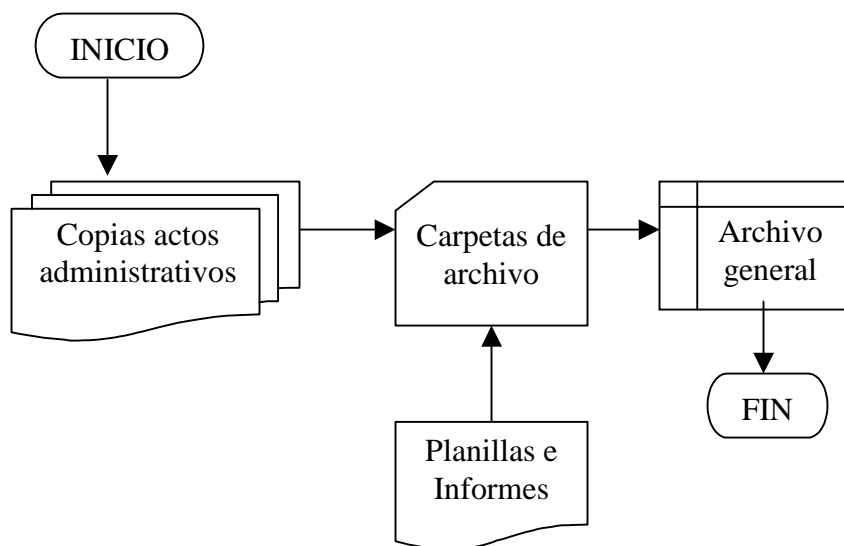 INICIO
Copias actos
administrativos
Carpetas de
archivo
Archivo
general
FIN
Planillas e
Informes